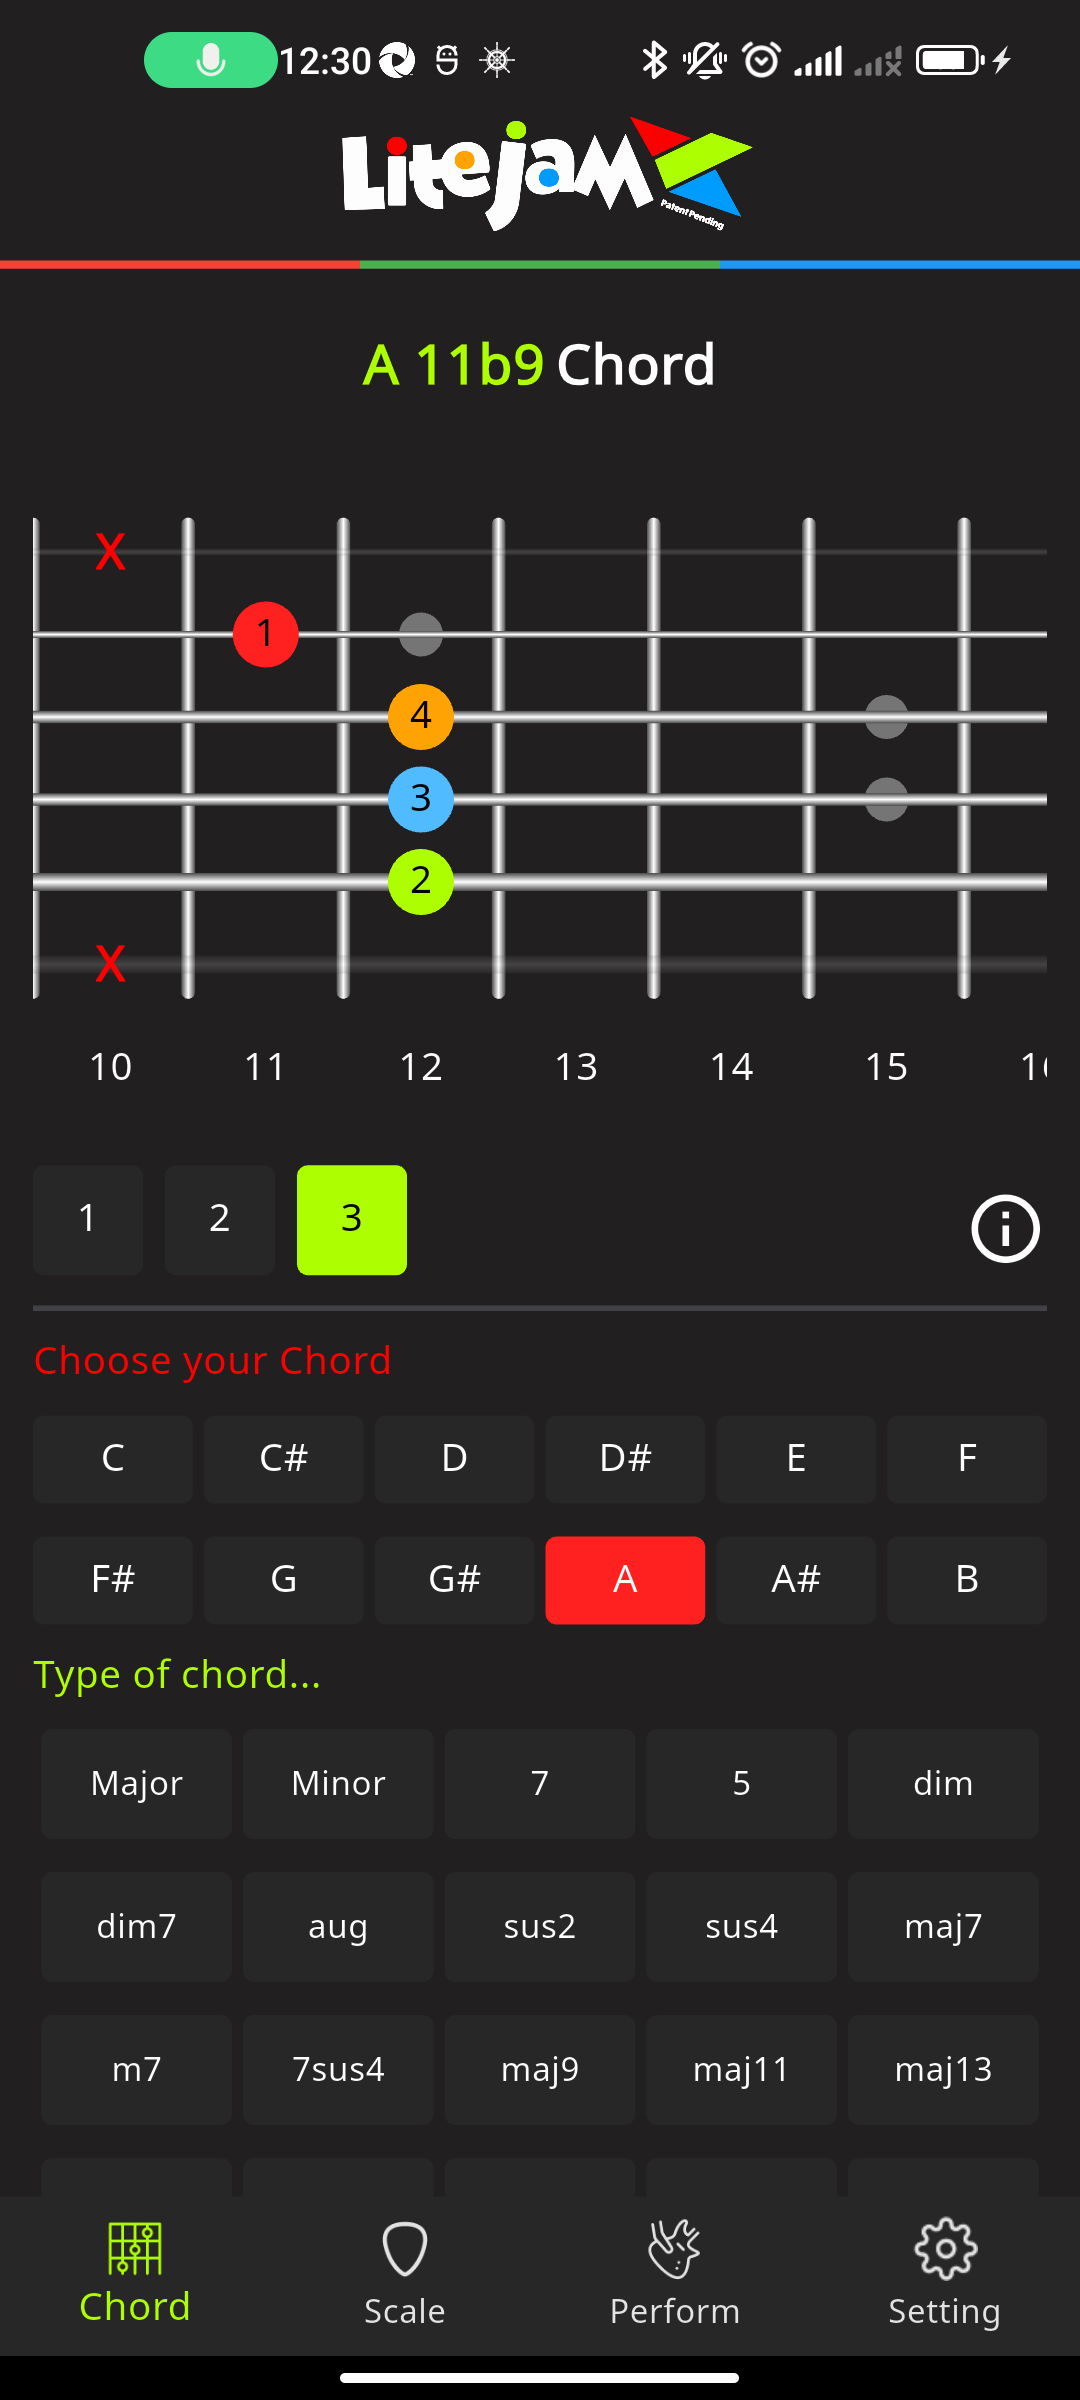 12:30
Litejam
Patent Pending
A 11b9 Chord
X
1
4
3
2
X
10 11 12 13 14 15
1 2 3
Choose your Chord
C C# D D# E F
F# G G# A A# B
Type of chord...
Major Minor 7 5 dim
dim7 aug sus2 sus4 maj7
m7 7sus4 maj9 maj11 maj13
Chord Scale Perform Setting